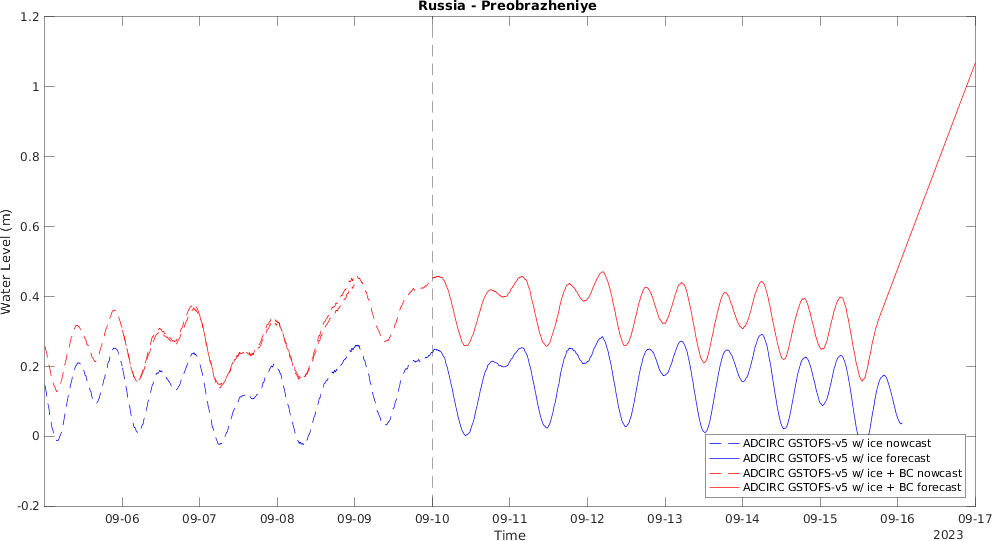 Russia - Preobrazheniye
1.2
1
0.8
0.6
0.4
0.2
0
-0.2
Water Level (m)
ADCIRC GSTOFS-v5 w/ ice nowcast
ADCIRC GSTOFS-v5 w/ ice forecast
ADCIRC GSTOFS-v5 w/ ice + BC nowcast
ADCIRC GSTOFS-v5 w/ ice + BC forecast
09-06 09-07 09-08 09-09 09-10 09-11 09-12 09-13 09-14 09-15 09-16 09-17
Time
2023